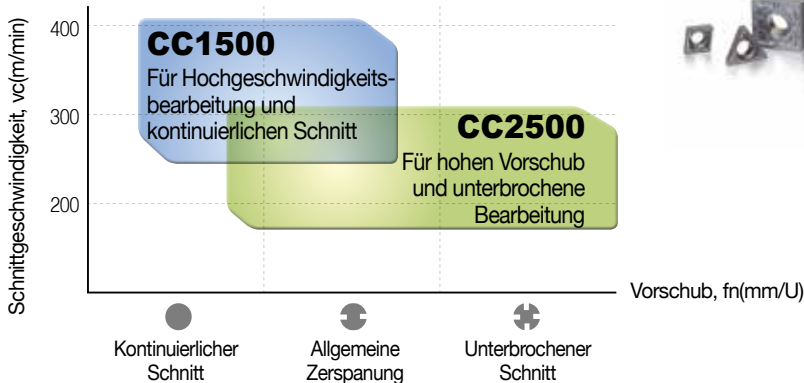 Schnittgeschwindigkeit, vc(m/min)
400
300
200
CC1500
Für Hochgeschwindigkeits-
bearbeitung und
kontinuierlichen Schnitt
CC2500
Für hohen Vorschub
und unterbrochene
Bearbeitung
Vorschub, fn(mm/U)
Kontinuierlicher
Schnitt
Allgemeine
Zerspanung
Unterbrochener
Schnitt